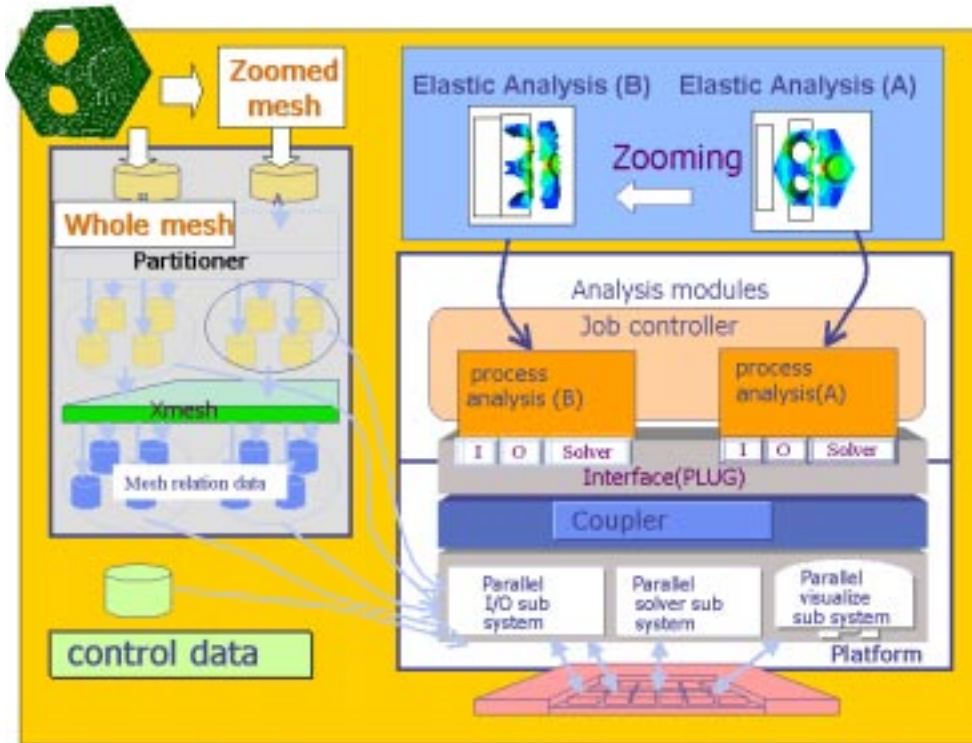 Zoomed
mesh
Whole mesh
A
Partitioner
Xmesh
Mesh relation data
control data
Elastic Analysis (B)
Elastic Analysis (A)
Zooming
Analysis modules
Job controller
process
analysis (B)
process
analysis(A)
I O Solver
I O Solver
Interface(PLUG)
Coupler
Parallel
I/O sub
system
Parallel
solver sub
system
Parallel
visualize
sub system
Platform